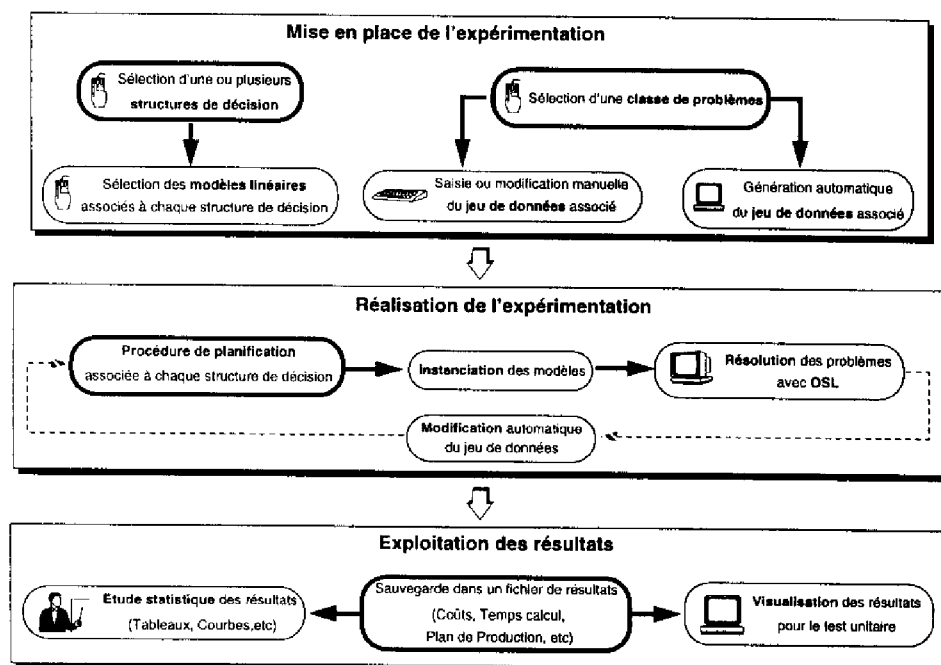 Mise en place de l'expérimentation
Sélection d'une ou plusieurs
structures de décision
Sélection d'une classe de problèmes
Sélection des modèles linéaires
associés à chaque structure de décision
Saisie ou modification manuelle
du jeu de données associé
Génération automatique
du jeu de données associé
Réalisation de l'expérimentation
Procédure de planification
associée à chaque structure de décision
Instanciation des modèles
Résolution des problèmes
avec OSL
Modification automatique
du jeu de données
Exploitation des résultats
Etude statistique des résultats
(Tableaux, Courbes,etc)
Sauvegarde dans un fichier de résultats
(Coûts, Temps calcul,
Plan de Production, etc)
Visualisation des résultats
pour le test unitaire